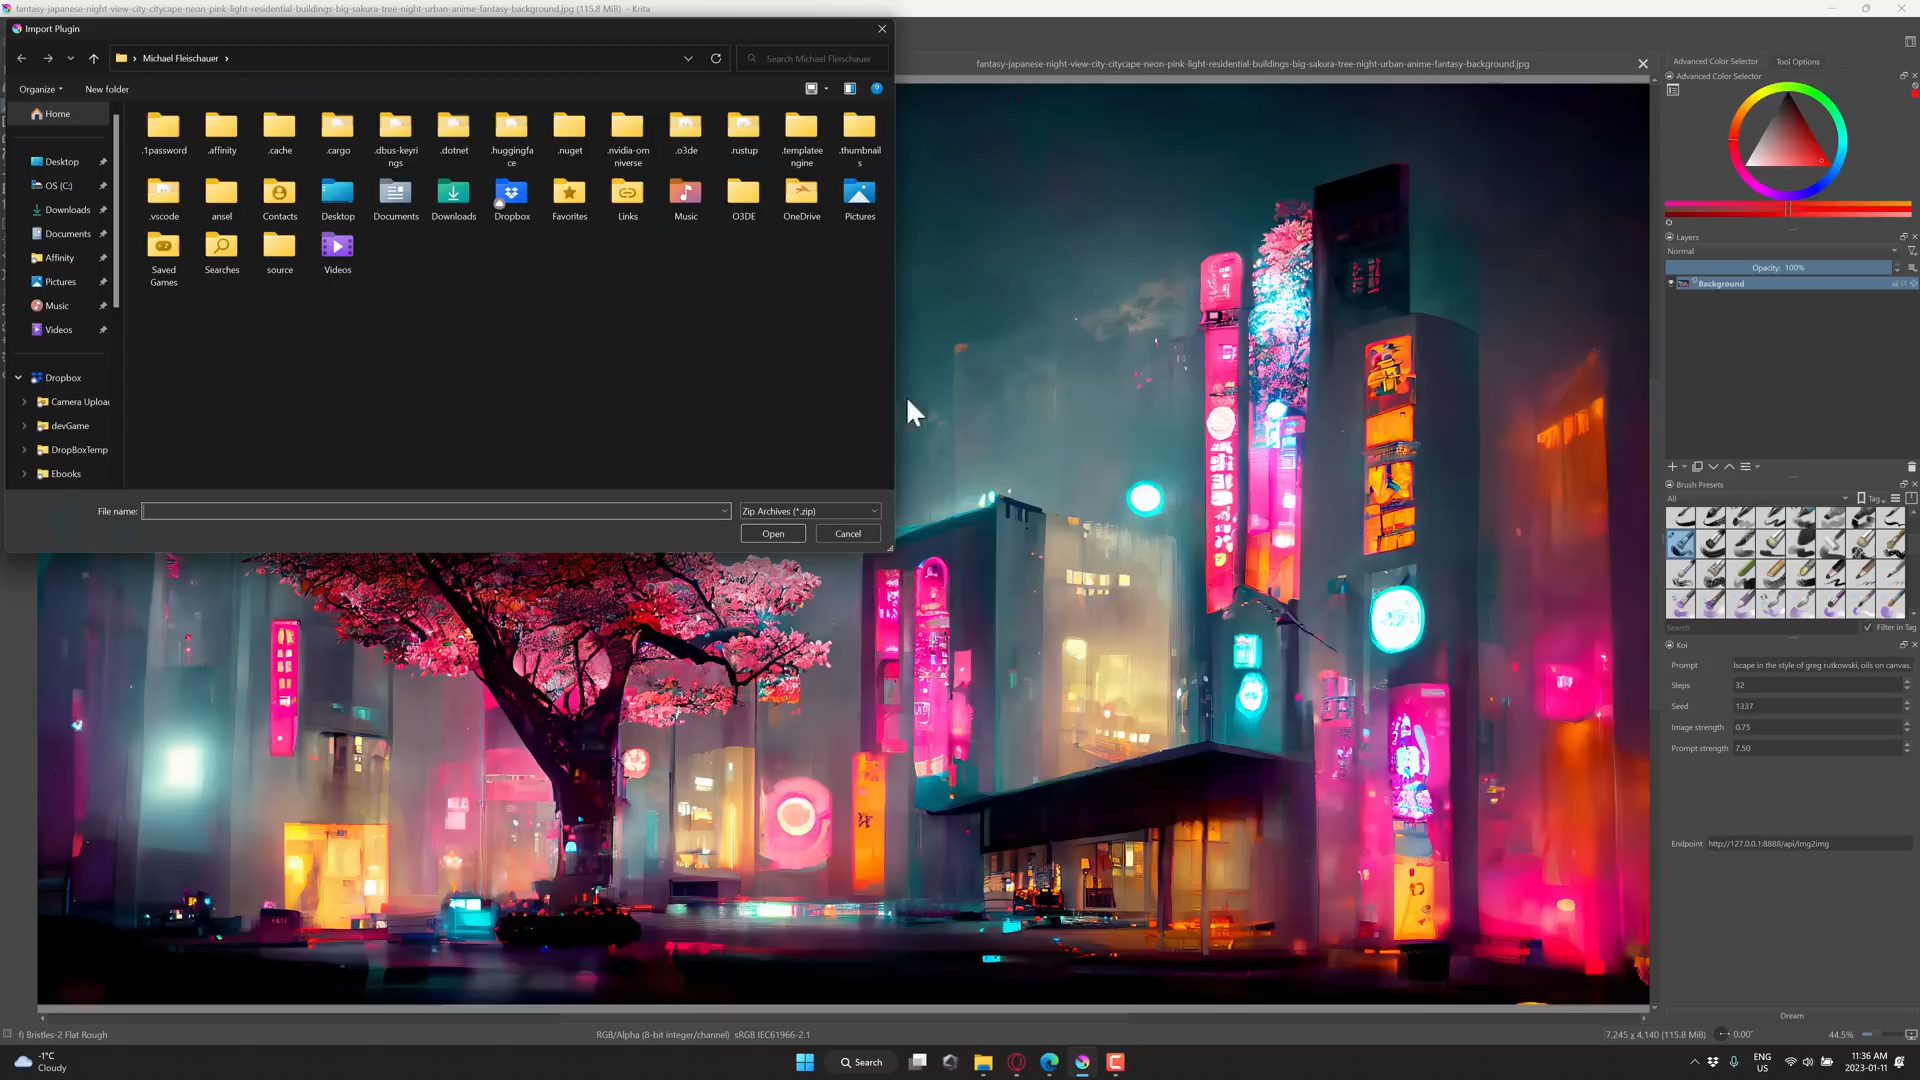 fantasy-japanese-night-view-city-citycape-neon-pink-light-residential-buildings-big-sakura-tree-night-urban-anime-fantasy-background.jpg (115.8 MiB) - Krita
Import Plugin
Michael Fleischauer
Search Michael Fleischauer
Organize
New folder
Home
Desktop
OS (C:)
Downloads
Documents
Affinity
Pictures
Music
Videos
Dropbox
Camera Uploac
devGame
DropBoxTemp
Ebooks
.1password
.affinity
.cache
.cargo
.dbus-keyri
ngs
.dotnet
.huggingfa
ce
.nuget
.nvidia-om
niverse
.o3de
.rustup
.templatee
ngine
.thumbnail
s
.vscode
ansel
Contacts
Desktop
Documents
Downloads
Dropbox
Favorites
Links
Music
O3DE
OneDrive
Pictures
Saved
Games
Searches
source
Videos
File name:
Zip Archives (*.zip)
Open
Cancel
fantasy-japanese-night-view-city-citycape-neon-pink-light-residential-buildings-big-sakura-tree-night-urban-anime-fantasy-background.jpg
Advanced Color Selector
Tool Options
Advanced Color Selector
Layers
Normal
Opacity: 100%
Background
Brush Presets
All
Tag
Search
Filter in Tag
Koi
Prompt
lscape in the style of greg rutkowski, oils on canvas.
Steps
32
Seed
1337
Image strength
0.75
Prompt strength
7.50
Endpoint
http://127.0.0.1:8888/api/img2img
Dream
f) Bristles-2 Flat Rough
RGB/Alpha (8-bit integer/channel) sRGB IEC61966-2.1
7,245 x 4,140 (115.8 MiB)
0.00°
44.5%
-1°C
Cloudy
Search
ENG
US
11:36 AM
2023-01-11